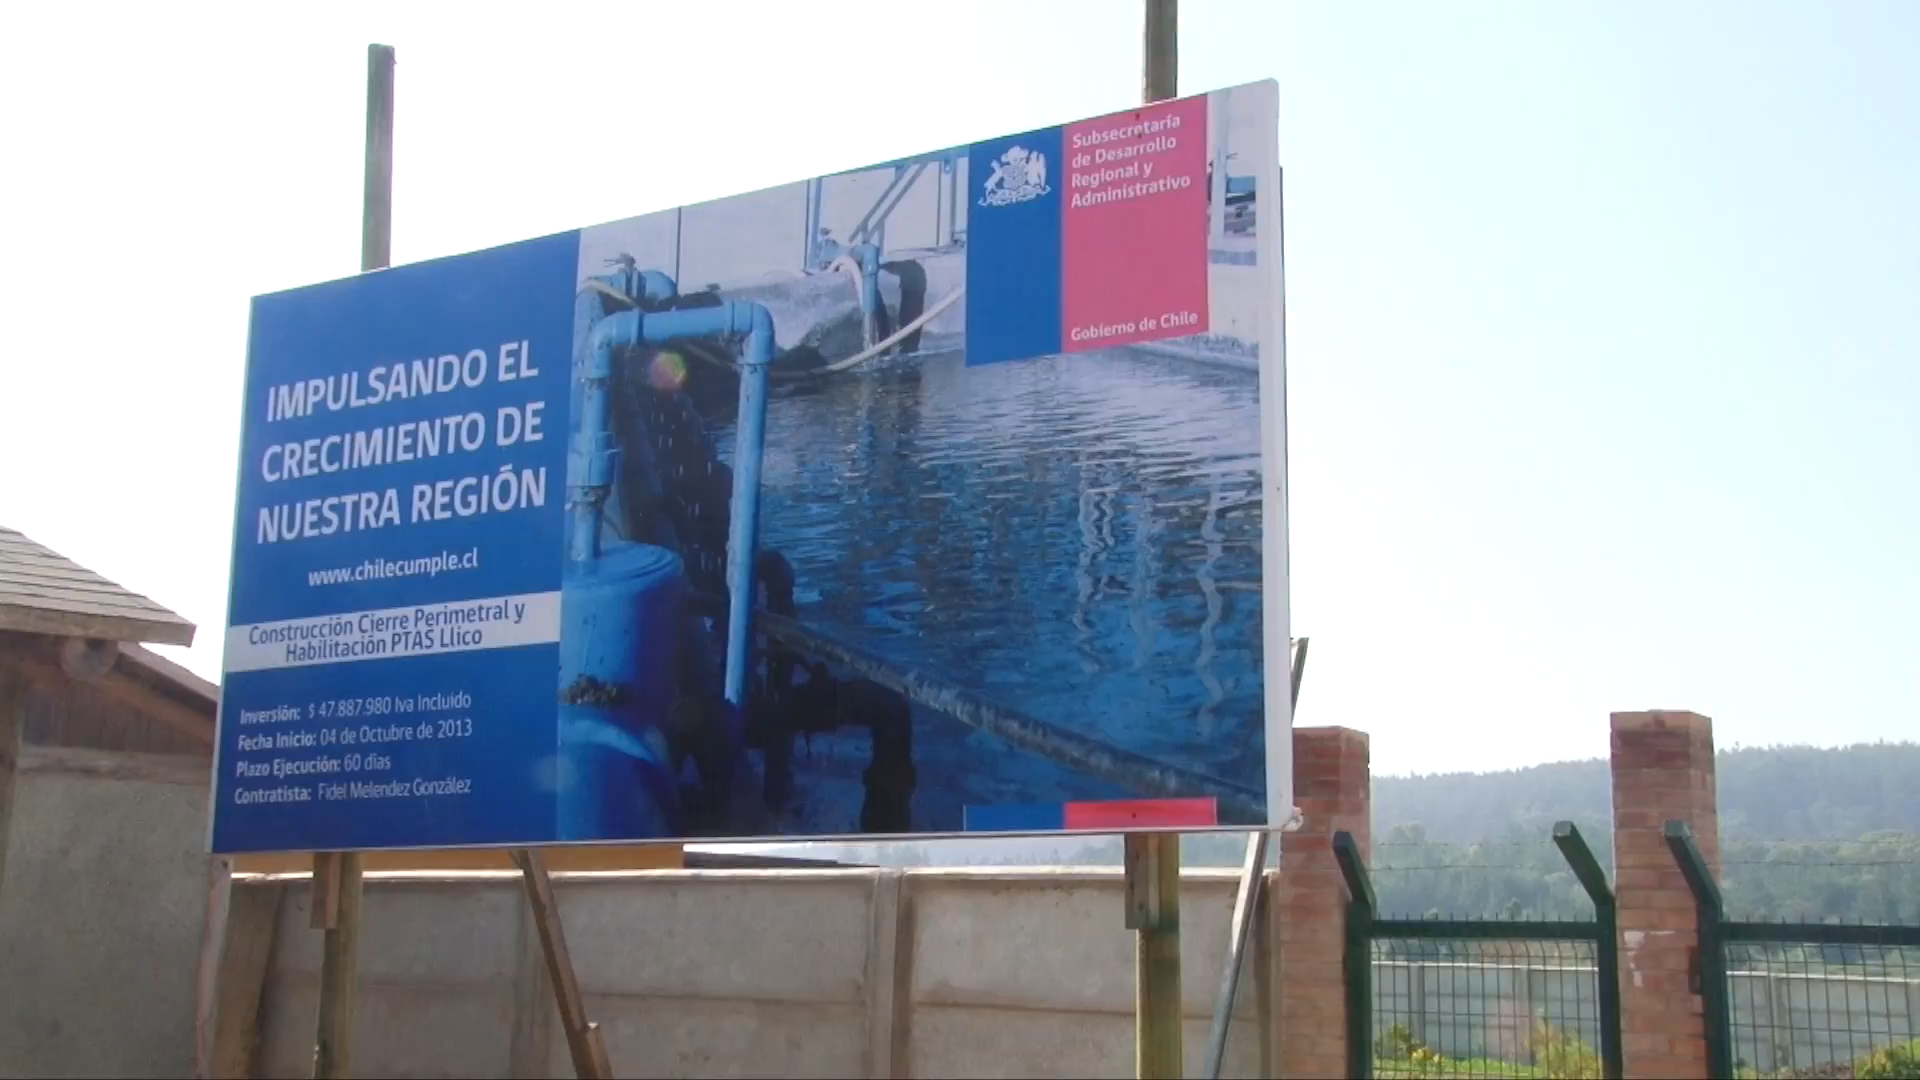 IMPULSANDO EL
CRECIMIENTO DE
NUESTRA REGIÓN
www.chilecumple.cl
Construcción Cierre Perimetral y
Habilitación PTAS Llico
Inversión: $ 47.887.980 Iva Incluido
Fecha Inicio: 04 de Octubre de 2013
Plazo Ejecución: 60 dias
Contratista: Fidel Melendez González
Subsecretaría
de Desarrollo
Regional y
Administrativo
Gobierno de Chile